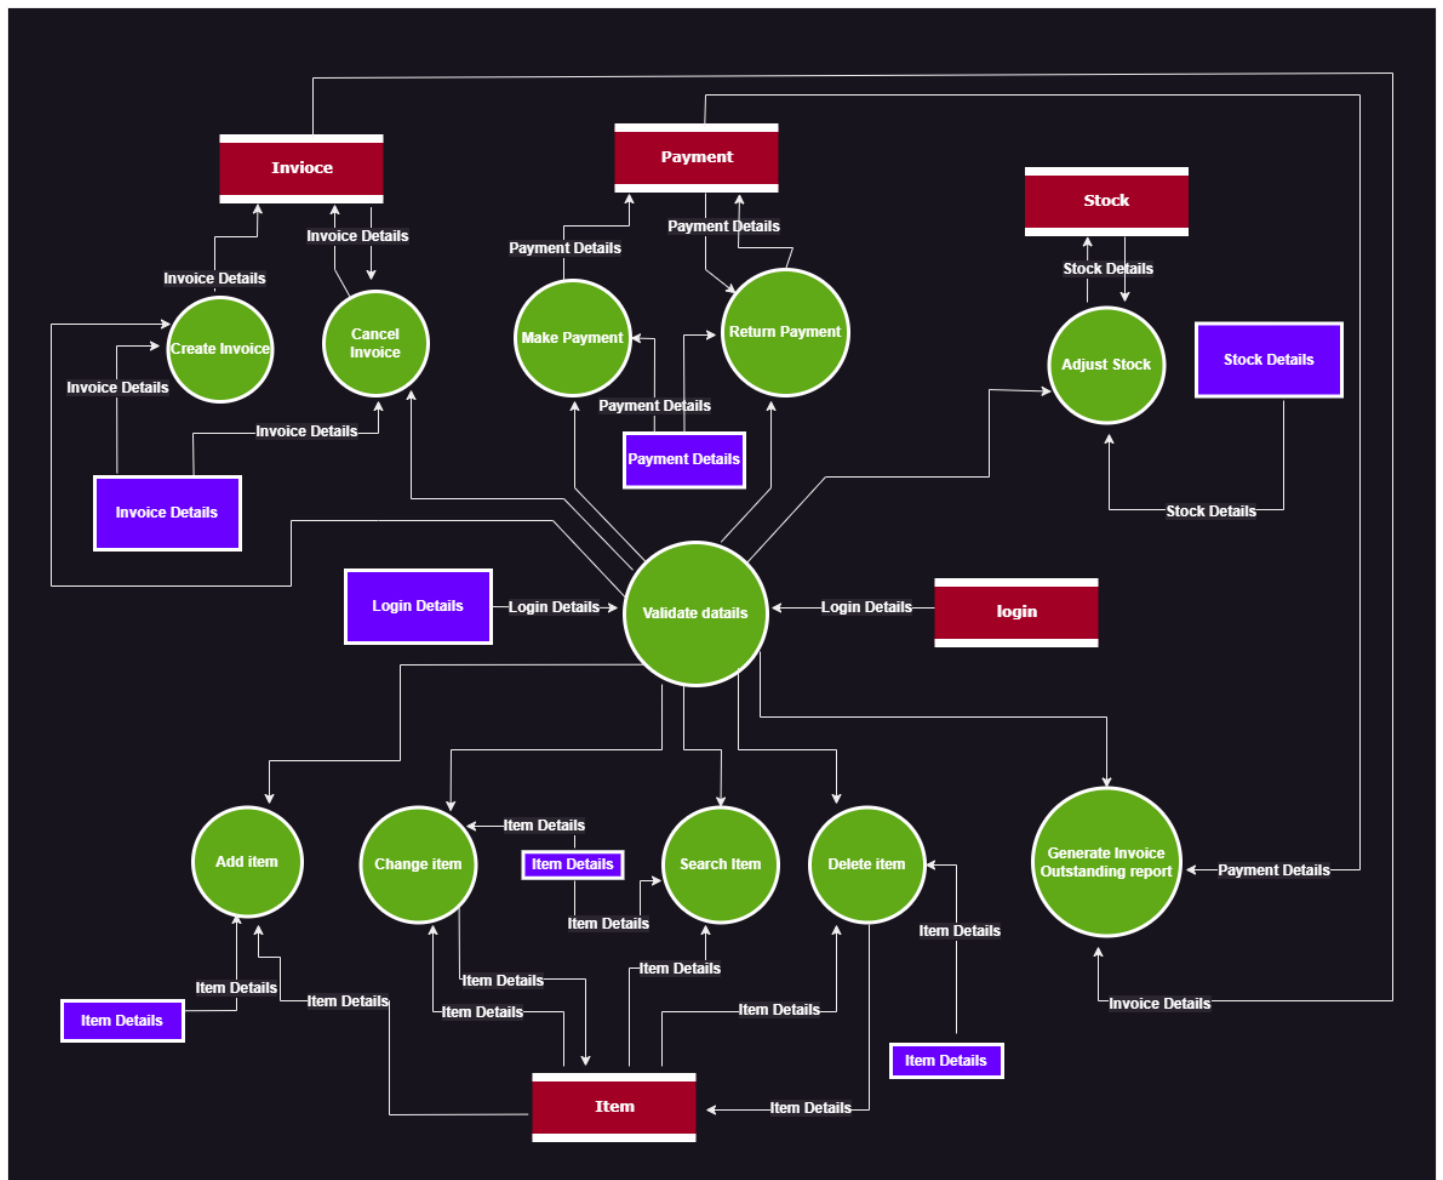 Invioce
Payment
Stock
Invoice Details
Payment Details
Payment Details
Stock Details
Invoice Details
Create Invoice
Cancel
Invoice
Make Payment
Return Payment
Adjust Stock
Stock Details
Invoice Details
Invoice Details
Payment Details
Payment Details
Invoice Details
Stock Details
Login Details
Login Details
Validate datails
Login Details
login
Add item
Change item
Item Details
Item Details
Item Details
Search Item
Delete item
Generate Invoice
Outstanding report
Payment Details
Item Details
Item Details
Item Details
Item Details
Item Details
Item Details
Item Details
Item Details
Invoice Details
Item Details
Item Details
Item
Item Details